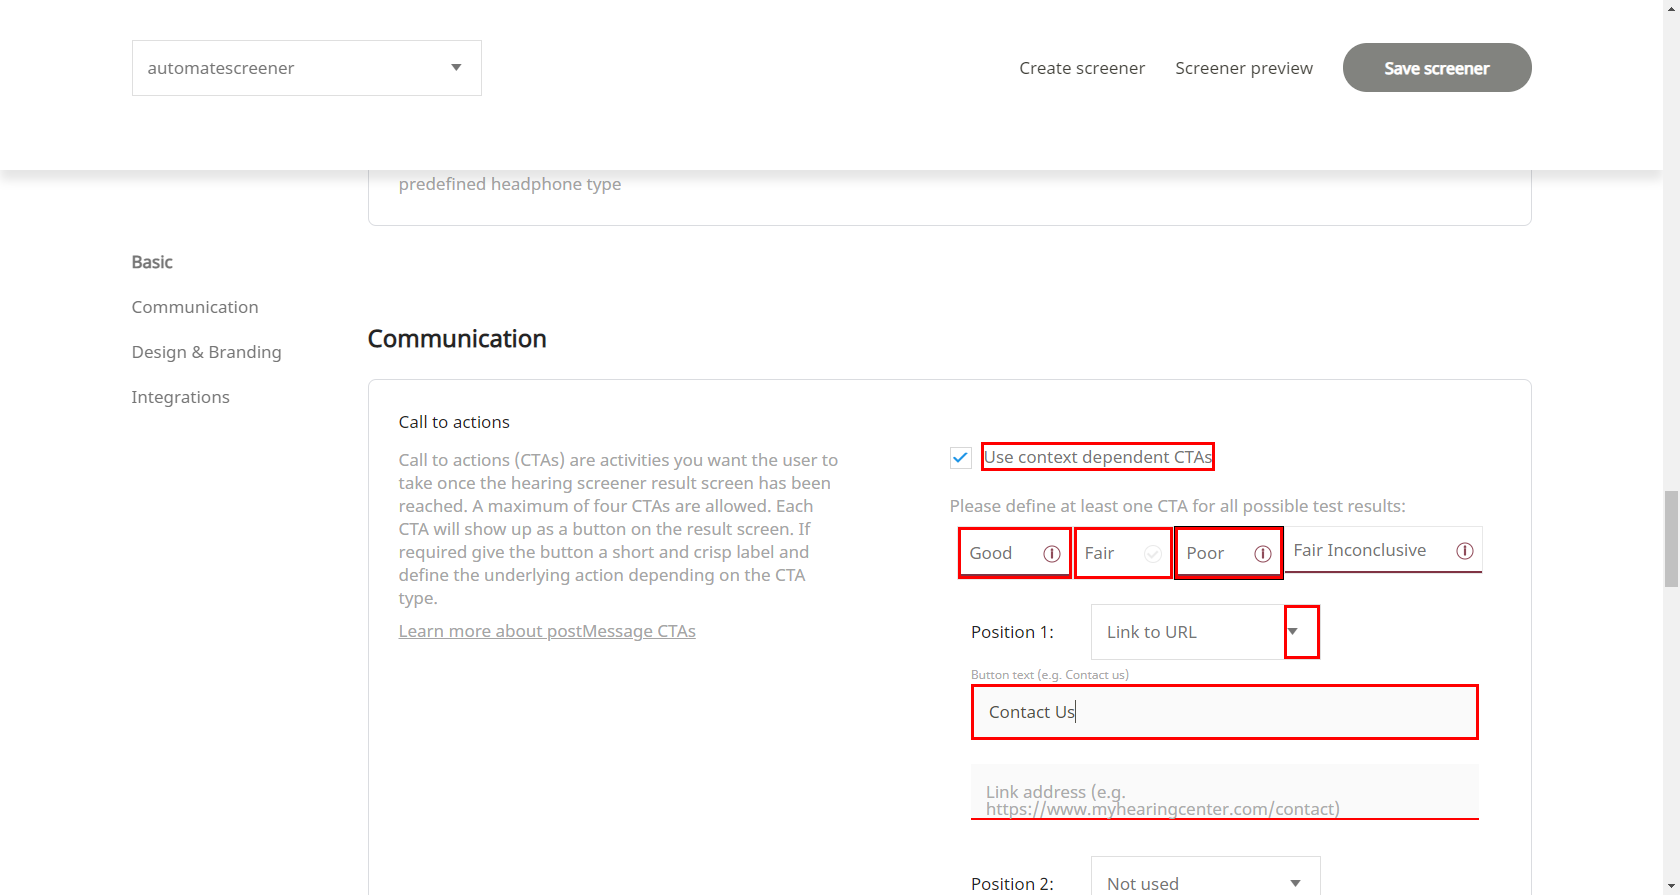 automatescreener
Create screener
Screener preview
Save screener
predefined headphone type
Basic
Communication
Design & Branding
Integrations
Communication
Call to actions
Call to actions (CTAs) are activities you want the user to
take once the hearing screener result screen has been
reached. A maximum of four CTAs are allowed. Each
CTA will show up as a button on the result screen. If
required give the button a short and crisp label and
define the underlying action depending on the CTA
type.
Learn more about postMessage CTAs
Use context dependent CTAs
Please define at least one CTA for all possible test results:
Good
Fair
Poor
Fair Inconclusive
Position 1:
Link to URL
Button text (e.g. Contact us)
Contact Us
Link address (e.g.
https://www.myhearingcenter.com/contact)
Position 2:
Not used